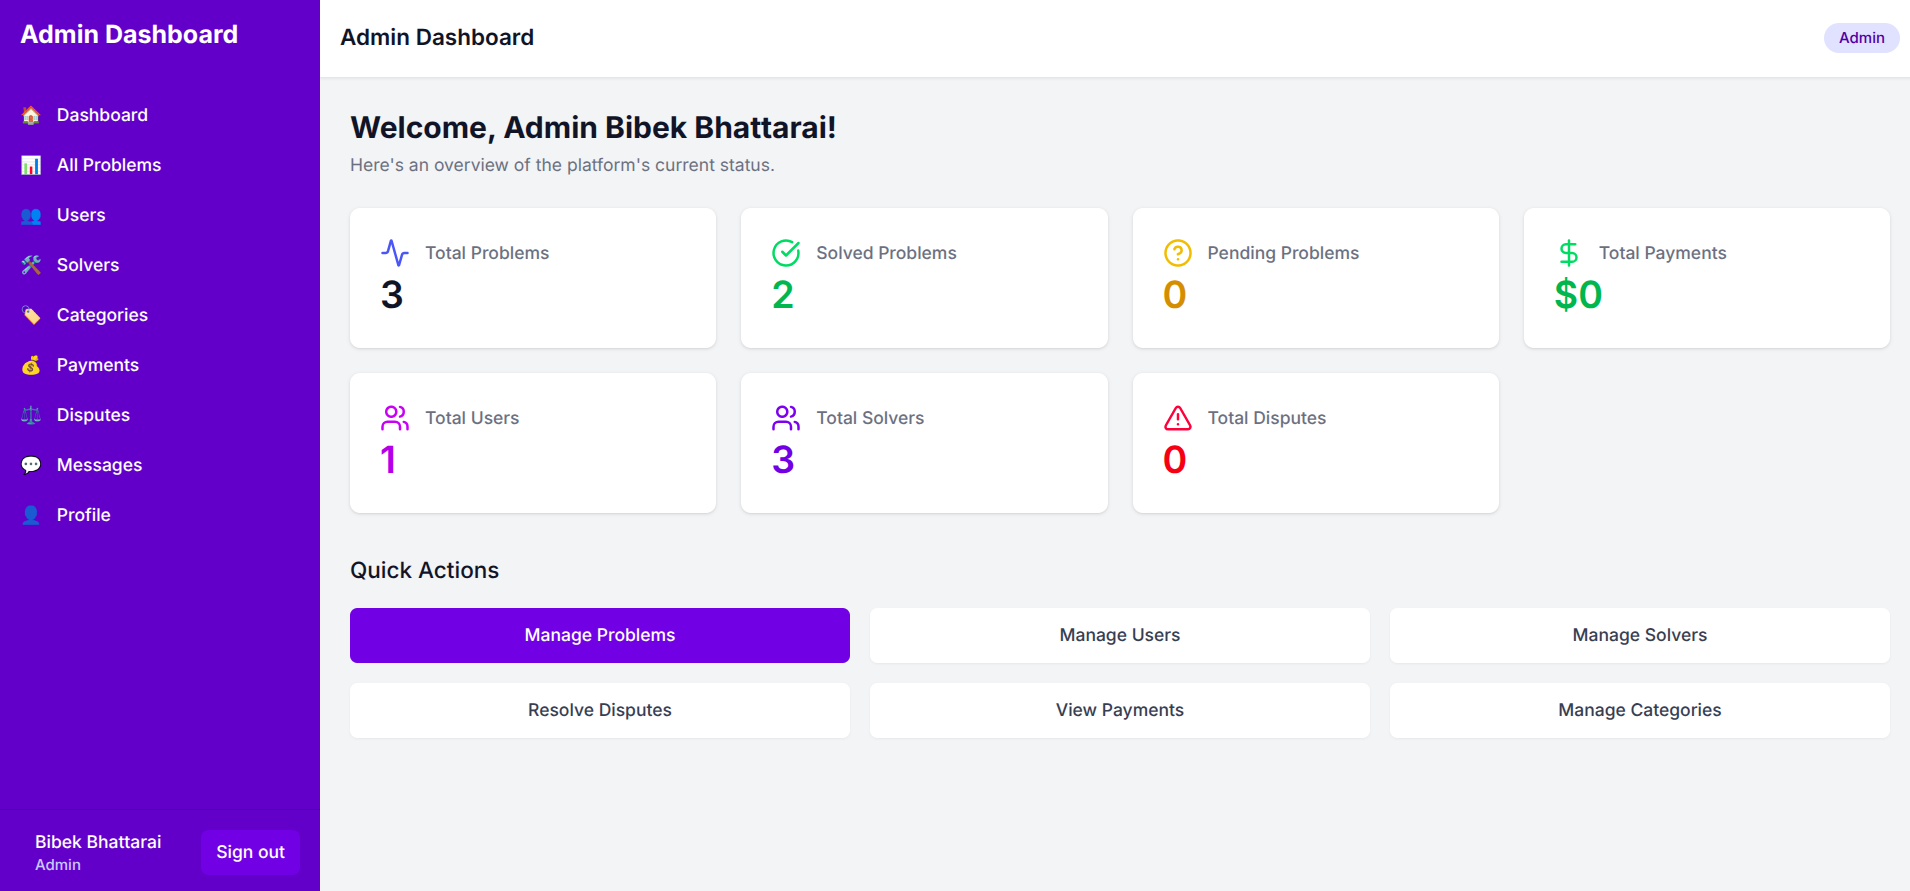 Admin Dashboard
Dashboard
All Problems
Users
Solvers
Categories
Payments
Disputes
Messages
Profile
Bibek Bhattarai
Admin
Sign out
Admin Dashboard
Admin
Welcome, Admin Bibek Bhattarai!
Here's an overview of the platform's current status.
Total Problems
3
Solved Problems
2
Pending Problems
0
Total Payments
$0
Total Users
1
Total Solvers
3
Total Disputes
0
Quick Actions
Manage Problems
Manage Users
Manage Solvers
Resolve Disputes
View Payments
Manage Categories